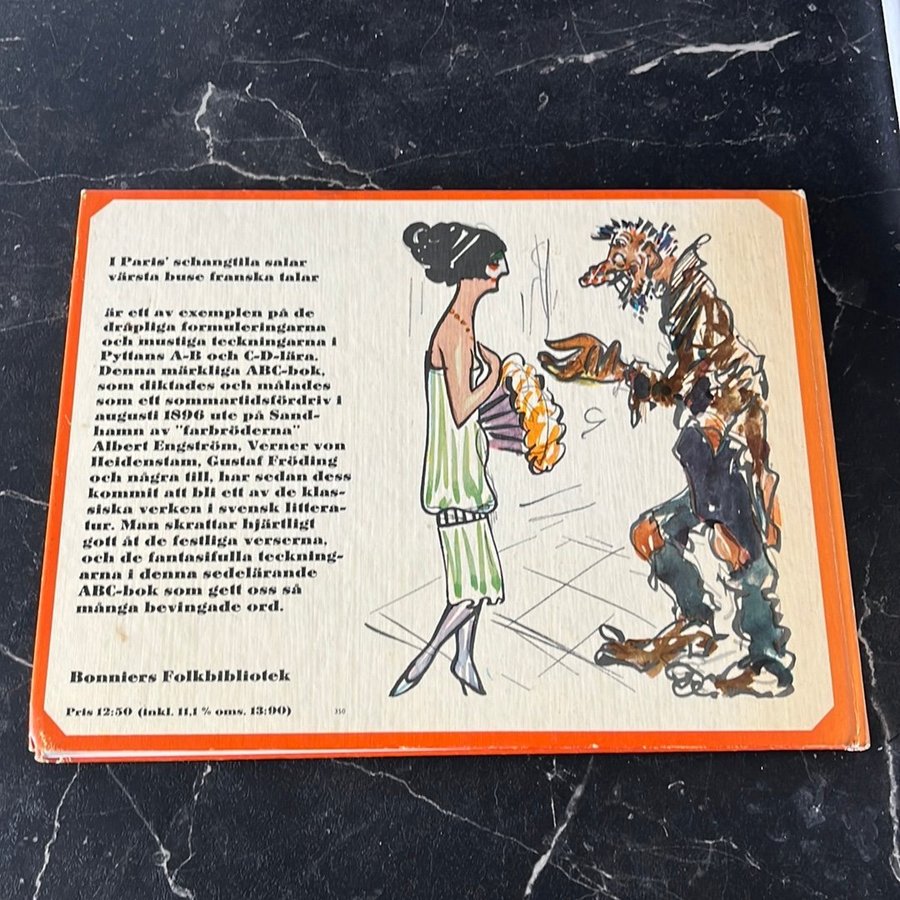 I Paris' schangtila salar
värsta buse franska talar
är ett av exemplen på de
dråpliga formuleringarna
och mustiga teckningarna i
Pyttans A-B och C-D-lära.
Denna märkliga ABC-bok,
som diktades och målades
som ett sommartidsfördriv i
augusti 1896 ute på Sand-
hamn av "farbröderna"
Albert Engström, Verner von
Heidenstam, Gustaf Fröding
och några till, har sedan dess
kommit att bli ett av de klas-
siska verken i svensk littera-
tur. Man skrattar hjärtligt
gott åt de festliga verserna,
och de fantasifulla teckning-
arna i denna sedelärande
ABC-bok som gett oss så
många bevingade ord.
Bonniers Folkbibliotek
Pris 12:50 (inkl. 11,1 % oms. 13:90)
350